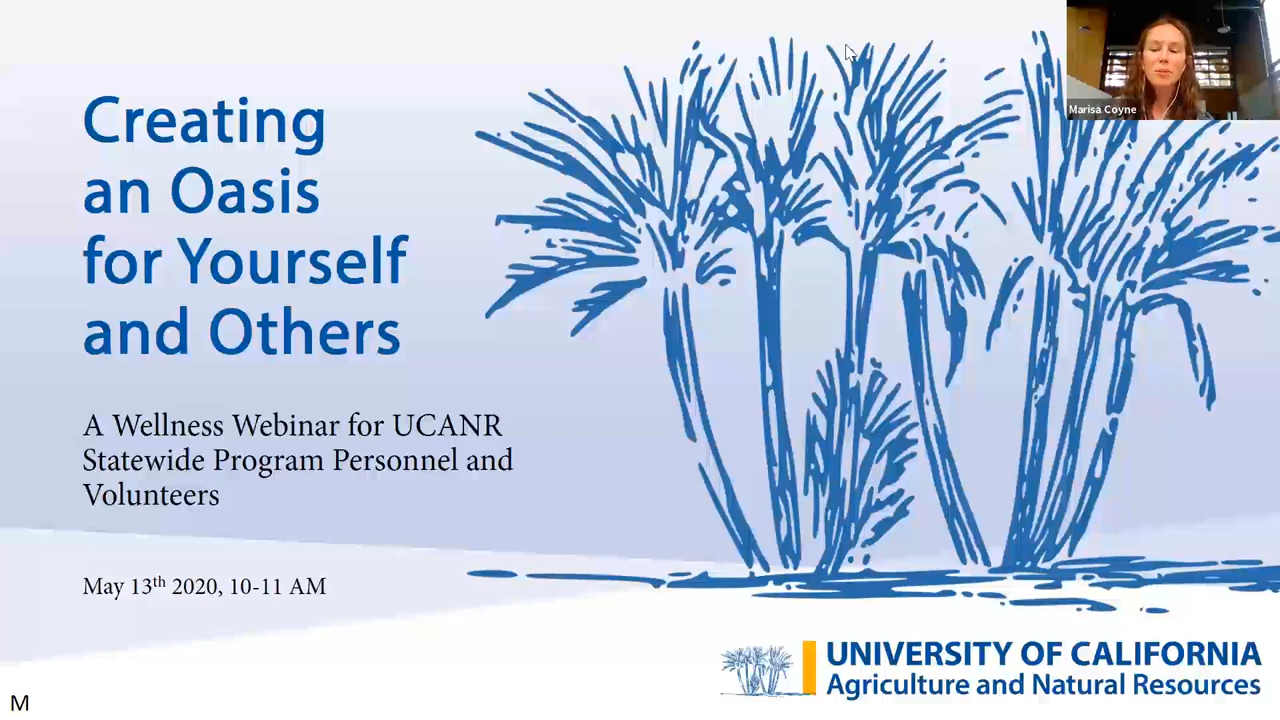 Creating
an Oasis
for Yourself
and Others
A Wellness Webinar for UCANR
Statewide Program Personnel and
Volunteers
May 13th 2020, 10-11 AM
Marisa Coyne
UNIVERSITY OF CALIFORNIA
Agriculture and Natural Resources
M